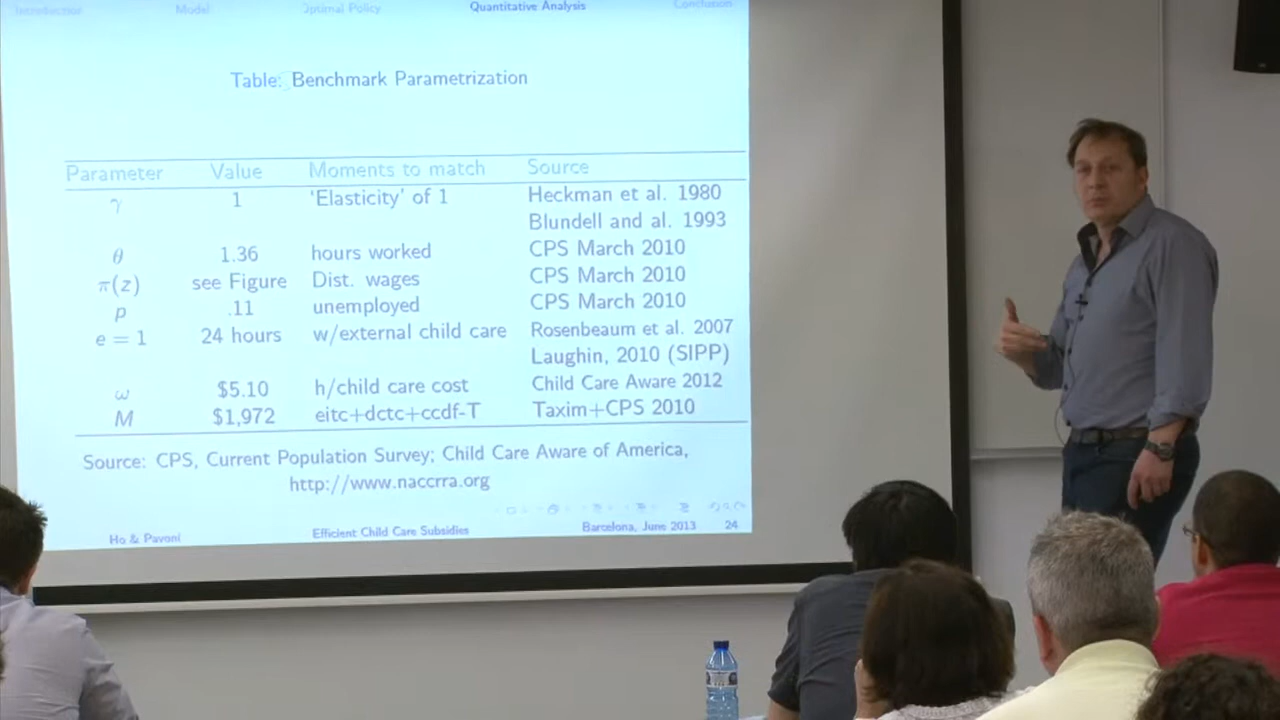 Introduction Model Optimal Policy Quantitative Analysis Conclusion
Table: Benchmark Parametrization
Parameter Value Moments to match Source
γ 1 'Elasticity' of 1 Heckman et al. 1980
Blundell and al. 1993
θ 1.36 hours worked CPS March 2010
π(z) see Figure Dist. wages CPS March 2010
p .11 unemployed CPS March 2010
e = 1 24 hours w/external child care Rosenbaum et al. 2007
Laughin, 2010 (SIPP)
ω $5.10 h/child care cost Child Care Aware 2012
M $1,972 eitc+dctc+ccdf-T Taxim+CPS 2010
Source: CPS, Current Population Survey; Child Care Aware of America,
http://www.naccrra.org
Ho & Pavoni Efficient Child Care Subsidies Barcelona, June 2013 24